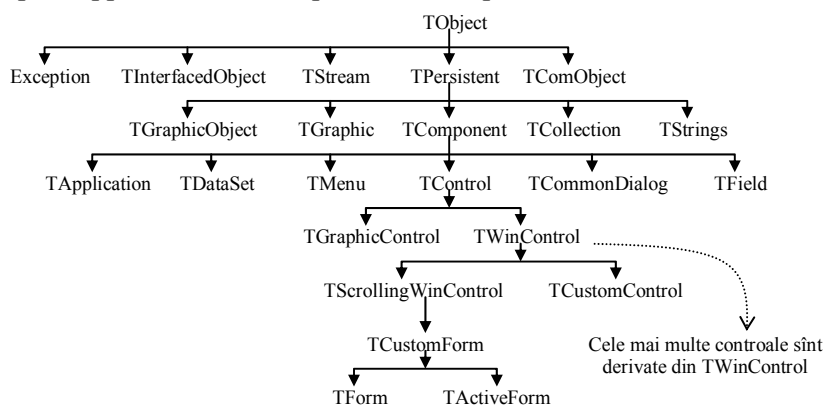 TObject
Exception TInterfacedObject TStream TPersistent TComObject
TGraphicObject TGraphic TComponent TCollection TStrings
TApplication TDataSet TMenu TControl TCommonDialog TField
TGraphicControl TWinControl
TScrollingWinControl TCustomControl
TCustomForm
Cele mai multe controale sînt
derivate din TWinControl
TForm TActiveForm